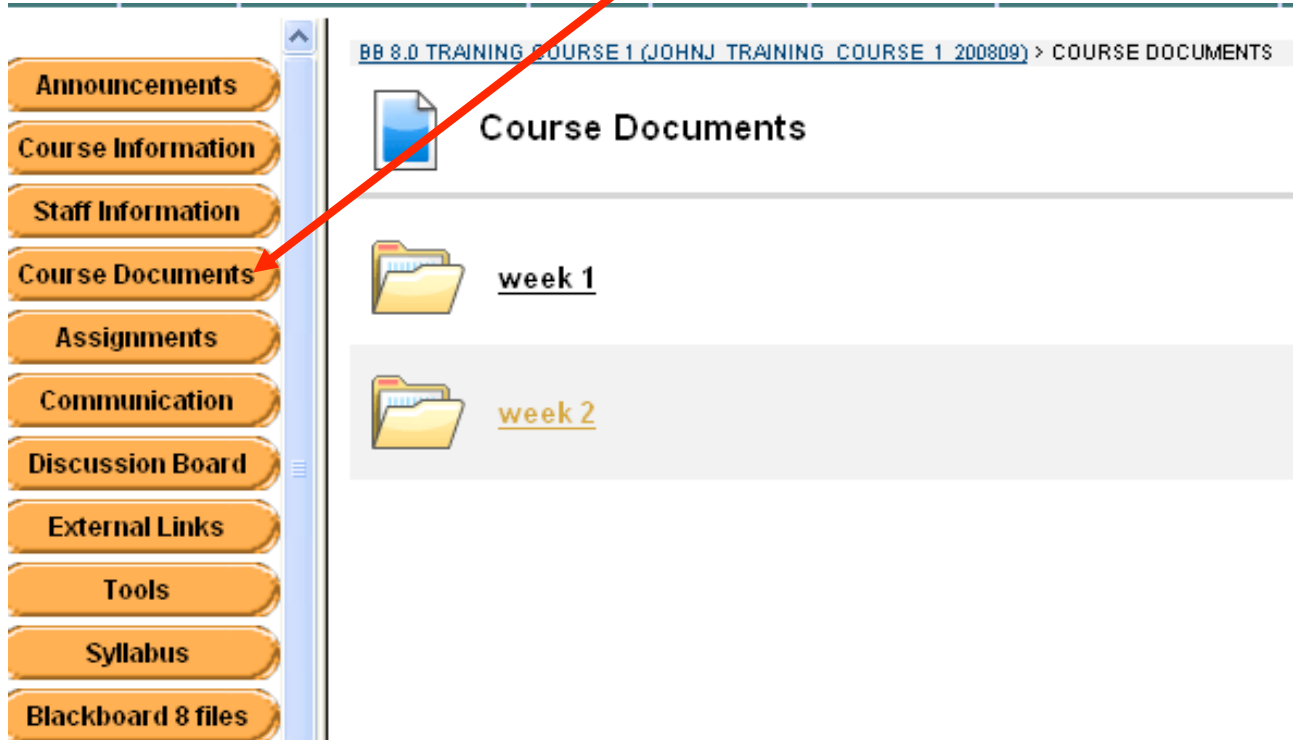 Announcements
Course Information
Staff Information
Course Documents
Assignments
Communication
Discussion Board
External Links
Tools
Syllabus
Blackboard 8 files
BB 8.0 TRAINING COURSE 1 (JOHNJ_TRAINING_COURSE_1_200809) > COURSE DOCUMENTS
Course Documents
week 1
week 2